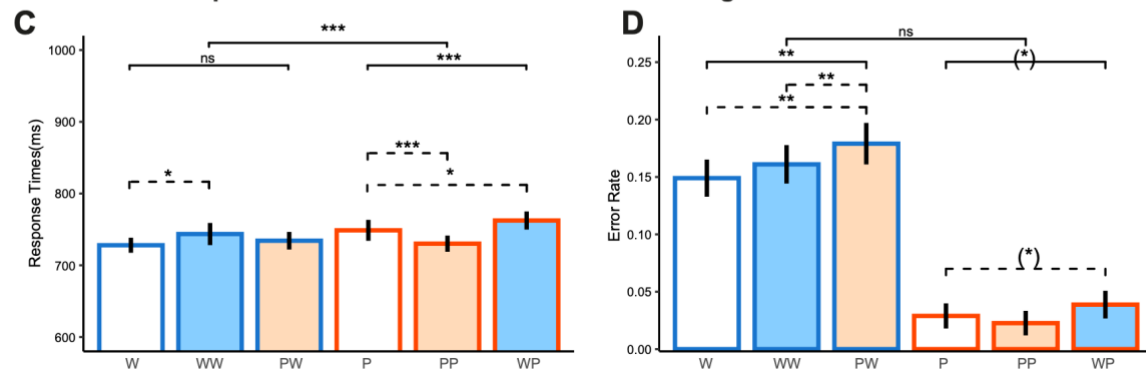 C
***
ns
***
***
*
*
Response Times(ms)
1000
900
800
700
600
W WW PW P PP WP
D
ns
**
(*)
**
**
(*)
Error Rate
0.25
0.20
0.15
0.10
0.05
0.00
W WW PW P PP WP